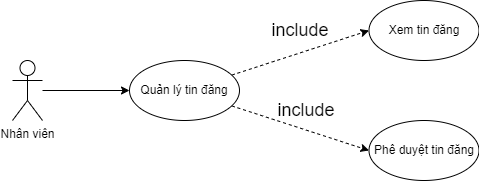 include
Xem tin đăng
Quản lý tin đăng
include
Nhân viên
Phê duyệt tin đăng